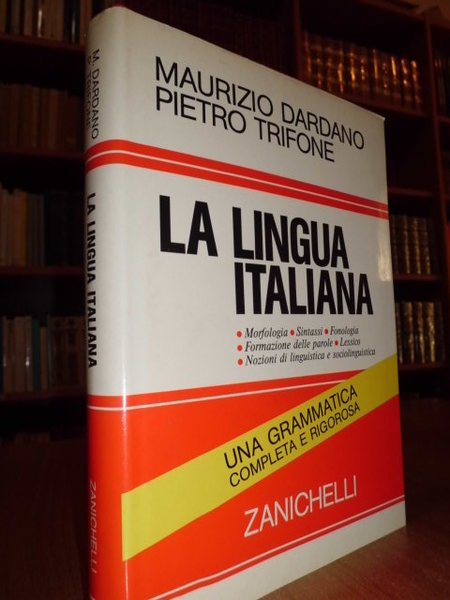 MAURIZIO DARDANO
PIETRO TRIFONE
LA LINGUA
ITALIANA
• Morfologia • Sintassi • Fonologia
• Formazione delle parole • Lessico
• Nozioni di linguistica e sociolinguistica
UNA GRAMMATICA
COMPLETA E RIGOROSA
ZANICHELLI
M. DARDANO
P. TRIFONE
LA LINGUA ITALIANA
ZANICHELLI